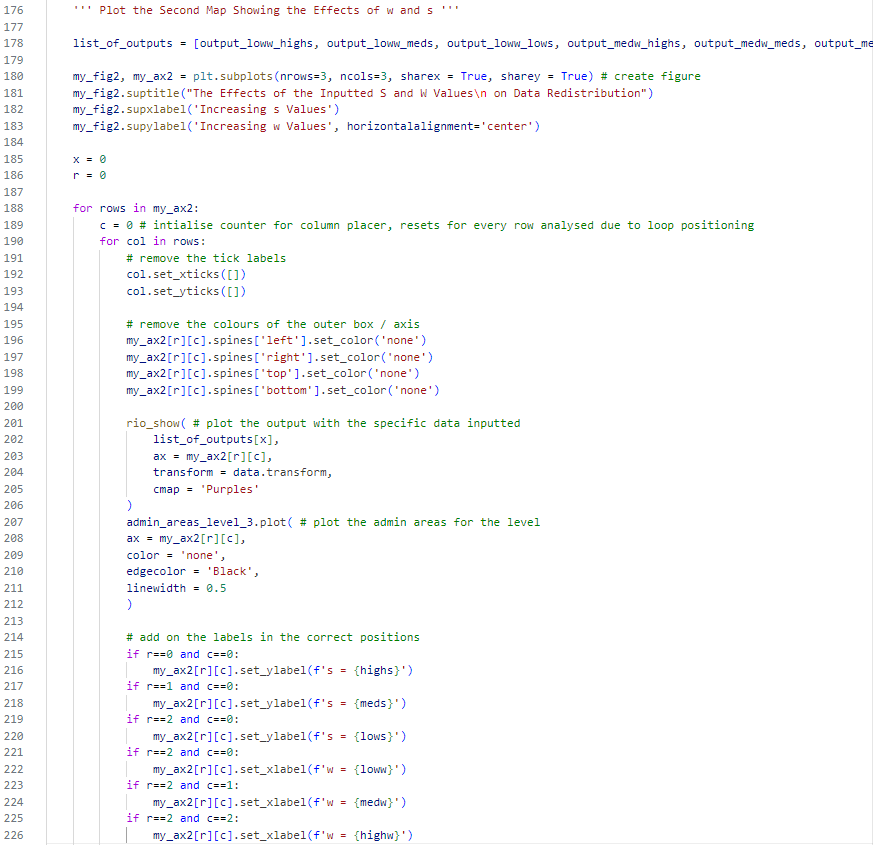 176 ''' Plot the Second Map Showing the Effects of w and s '''
177
178 list_of_outputs = [output_loww_highs, output_loww_meds, output_loww_lows, output_medw_highs, output_medw_meds, output_me
179
180 my_fig2, my_ax2 = plt.subplots(nrows=3, ncols=3, sharex = True, sharey = True) # create figure
181 my_fig2.suptitle("The Effects of the Inputted S and W Values\n on Data Redistribution")
182 my_fig2.supxlabel('Increasing s Values')
183 my_fig2.supylabel('Increasing w Values', horizontalalignment='center')
184
185 x = 0
186 r = 0
187
188 for rows in my_ax2:
189     c = 0 # intialise counter for column placer, resets for every row analysed due to loop positioning
190     for col in rows:
191         # remove the tick labels
192         col.set_xticks([])
193         col.set_yticks([])
194
195         # remove the colours of the outer box / axis
196         my_ax2[r][c].spines['left'].set_color('none')
197         my_ax2[r][c].spines['right'].set_color('none')
198         my_ax2[r][c].spines['top'].set_color('none')
199         my_ax2[r][c].spines['bottom'].set_color('none')
200
201         rio_show( # plot the output with the specific data inputted
202             list_of_outputs[x],
203             ax = my_ax2[r][c],
204             transform = data.transform,
205             cmap = 'Purples'
206         )
207         admin_areas_level_3.plot( # plot the admin areas for the level
208         ax = my_ax2[r][c],
209         color = 'none',
210         edgecolor = 'Black',
211         linewidth = 0.5
212         )
213
214         # add on the labels in the correct positions
215         if r==0 and c==0:
216             my_ax2[r][c].set_ylabel(f's = {highs}')
217         if r==1 and c==0:
218             my_ax2[r][c].set_ylabel(f's = {meds}')
219         if r==2 and c==0:
220             my_ax2[r][c].set_ylabel(f's = {lows}')
221         if r==2 and c==0:
222             my_ax2[r][c].set_xlabel(f'w = {loww}')
223         if r==2 and c==1:
224             my_ax2[r][c].set_xlabel(f'w = {medw}')
225         if r==2 and c==2:
226             my_ax2[r][c].set_xlabel(f'w = {highw}')